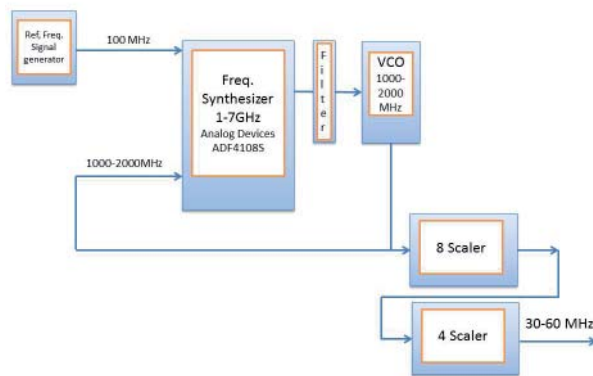 Ref, Freq.
Signal
generator
100 MHz
Freq.
Synthesizer
1-7GHz
Analog Devices
ADF4108S
1000-2000MHz
F
i
l
t
e
r
VCO
1000-
2000
MHz
8 Scaler
4 Scaler
30-60 MHz